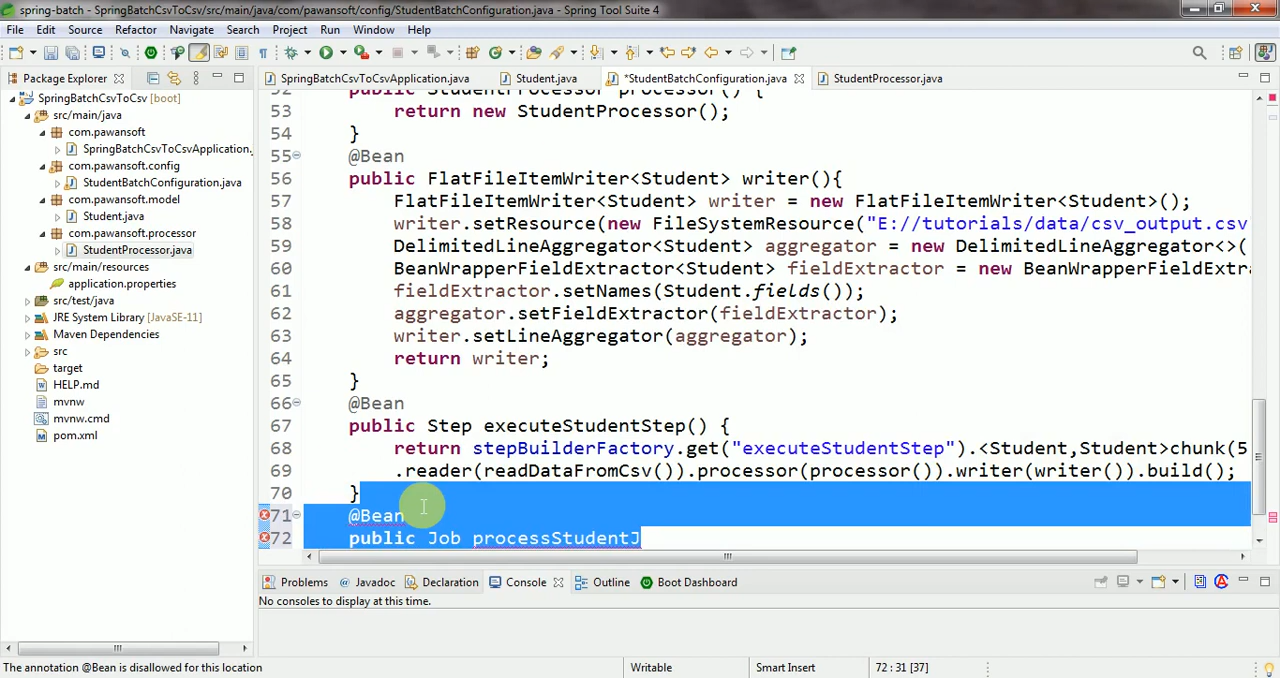 spring-batch - SpringBatchCsvToCsv/src/main/java/com/pawansoft/config/StudentBatchConfiguration.java - Spring Tool Suite 4
File Edit Source Refactor Navigate Search Project Run Window Help
Package Explorer
SpringBatchCsvToCsvApplication.java
Student.java
*StudentBatchConfiguration.java
StudentProcessor.java
SpringBatchCsvToCsv [boot]
src/main/java
com.pawansoft
SpringBatchCsvToCsvApplication.
com.pawansoft.config
StudentBatchConfiguration.java
com.pawansoft.model
Student.java
com.pawansoft.processor
StudentProcessor.java
src/main/resources
application.properties
src/test/java
JRE System Library [JavaSE-11]
Maven Dependencies
src
target
HELP.md
mvnw
mvnw.cmd
pom.xml
52 public StudentProcessor processor() {
53 return new StudentProcessor();
54 }
55 @Bean
56 public FlatFileItemWriter<Student> writer(){
57 FlatFileItemWriter<Student> writer = new FlatFileItemWriter<Student>();
58 writer.setResource(new FileSystemResource("E://tutorials/data/csv_output.csv
59 DelimitedLineAggregator<Student> aggregator = new DelimitedLineAggregator<>(
60 BeanWrapperFieldExtractor<Student> fieldExtractor = new BeanWrapperFieldExtra
61 fieldExtractor.setNames(Student.fields());
62 aggregator.setFieldExtractor(fieldExtractor);
63 writer.setLineAggregator(aggregator);
64 return writer;
65 }
66 @Bean
67 public Step executeStudentStep() {
68 return stepBuilderFactory.get("executeStudentStep").<Student,Student>chunk(5
69 .reader(readDataFromCsv()).processor(processor()).writer(writer()).build();
70 }
71 @Bean
72 public Job processStudentJ
Problems Javadoc Declaration Console Outline Boot Dashboard
No consoles to display at this time.
The annotation @Bean is disallowed for this location
Writable
Smart Insert
72 : 31 [37]